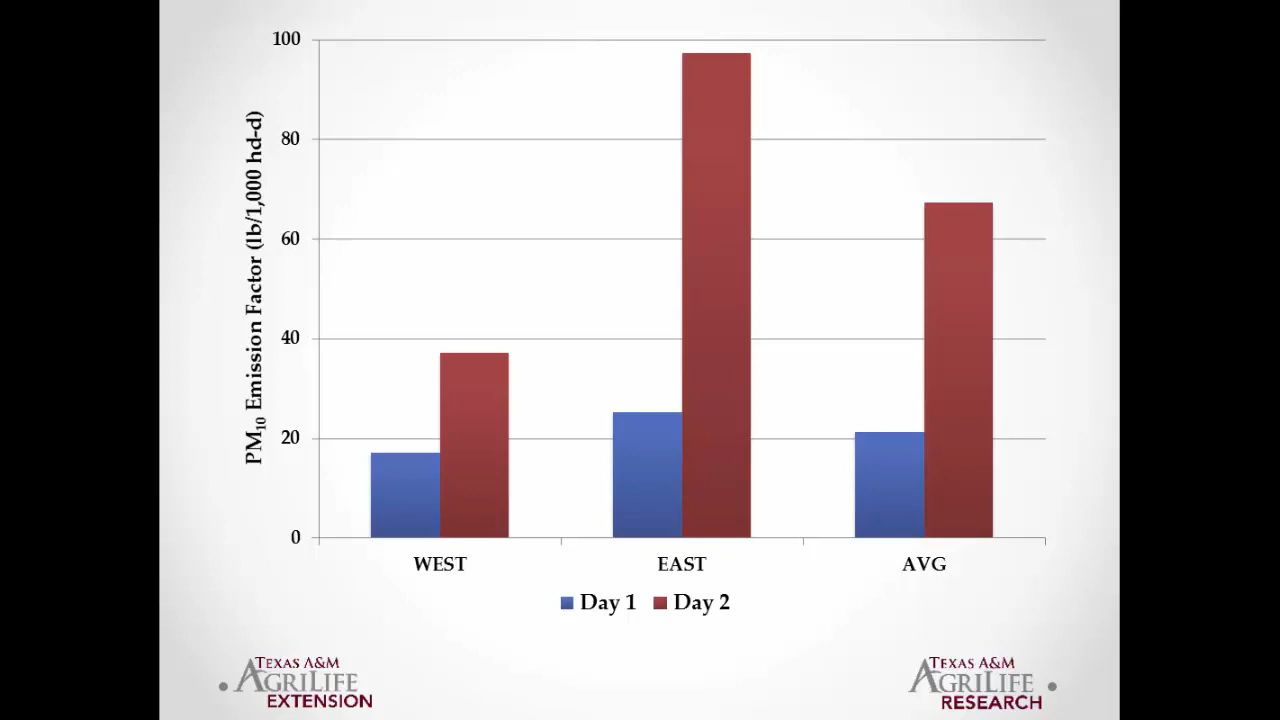 100
80
60
40
20
0
PM₁₀ Emission Factor (lb/1,000 hd-d)
WEST EAST AVG
Day 1 Day 2
TEXAS A&M
AGRILIFE
EXTENSION
TEXAS A&M
AGRILIFE
RESEARCH